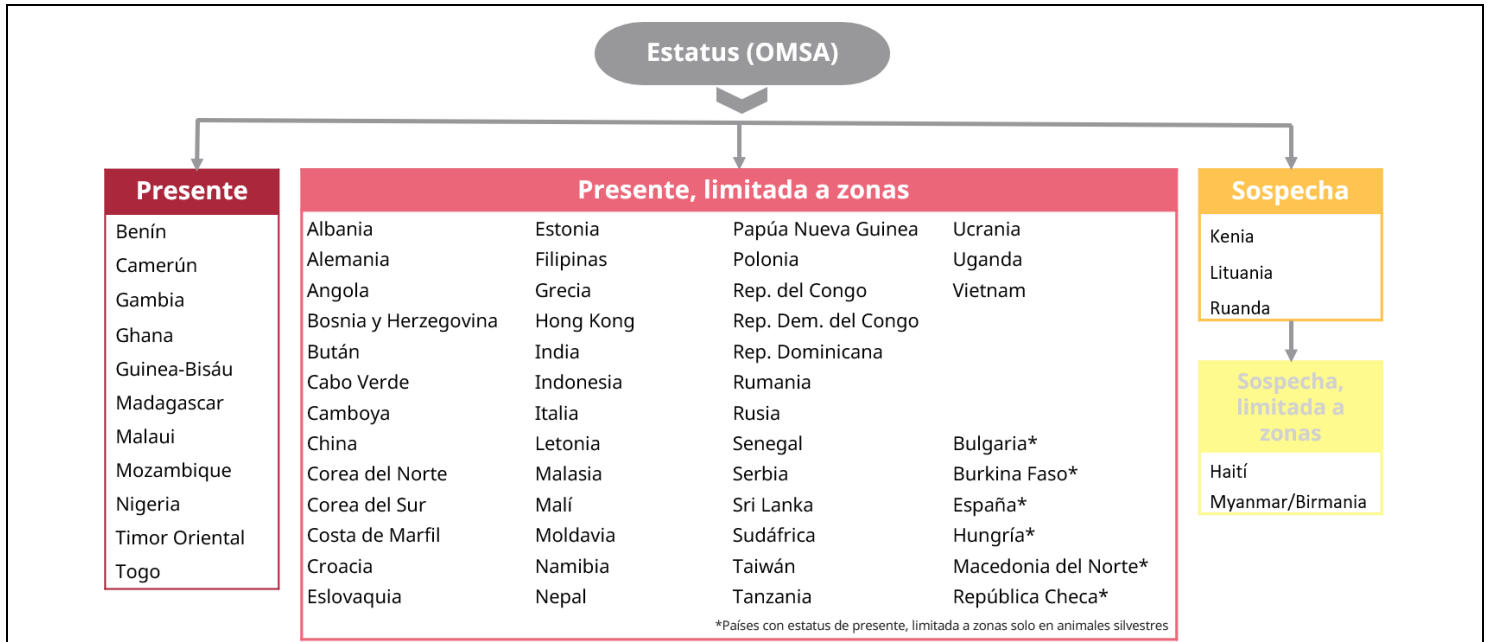 Estatus (OMSA)
Presente
Benín
Camerún
Gambia
Ghana
Guinea-Bisáu
Madagascar
Malaui
Mozambique
Nigeria
Timor Oriental
Togo
Presente, limitada a zonas
Albania
Alemania
Angola
Bosnia y Herzegovina
Bután
Cabo Verde
Camboya
China
Corea del Norte
Corea del Sur
Costa de Marfil
Croacia
Eslovaquia
Estonia
Filipinas
Grecia
Hong Kong
India
Indonesia
Italia
Letonia
Malasia
Malí
Moldavia
Namibia
Nepal
Papúa Nueva Guinea
Polonia
Rep. del Congo
Rep. Dem. del Congo
Rep. Dominicana
Rumania
Rusia
Senegal
Serbia
Sri Lanka
Sudáfrica
Taiwán
Tanzania
Ucrania
Uganda
Vietnam
Bulgaria*
Burkina Faso*
España*
Hungría*
Macedonia del Norte*
República Checa*
*Países con estatus de presente, limitada a zonas solo en animales silvestres
Sospecha
Kenia
Lituania
Ruanda
Sospecha,
limitada a
zonas
Haití
Myanmar/Birmania